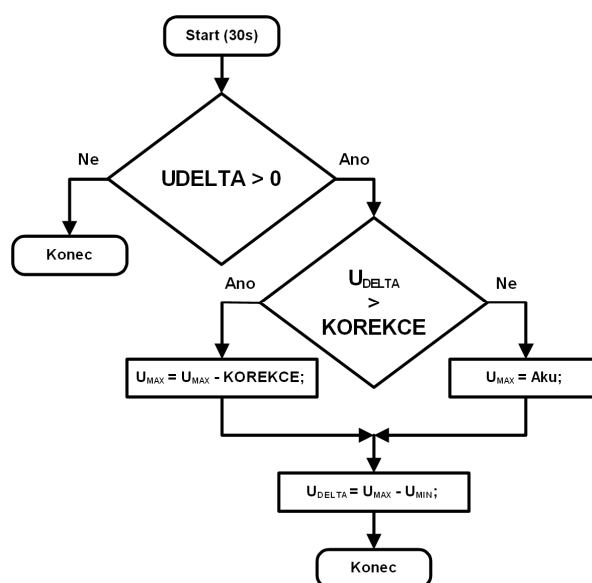 Start (30s)
Ne
Ano
UDELTA > 0
Konec
Ano
Ne
UDELTA
>
KOREKCE
UMAX = UMAX - KOREKCE;
UMAX = Aku;
UDELTA = UMAX - UMIN;
Konec